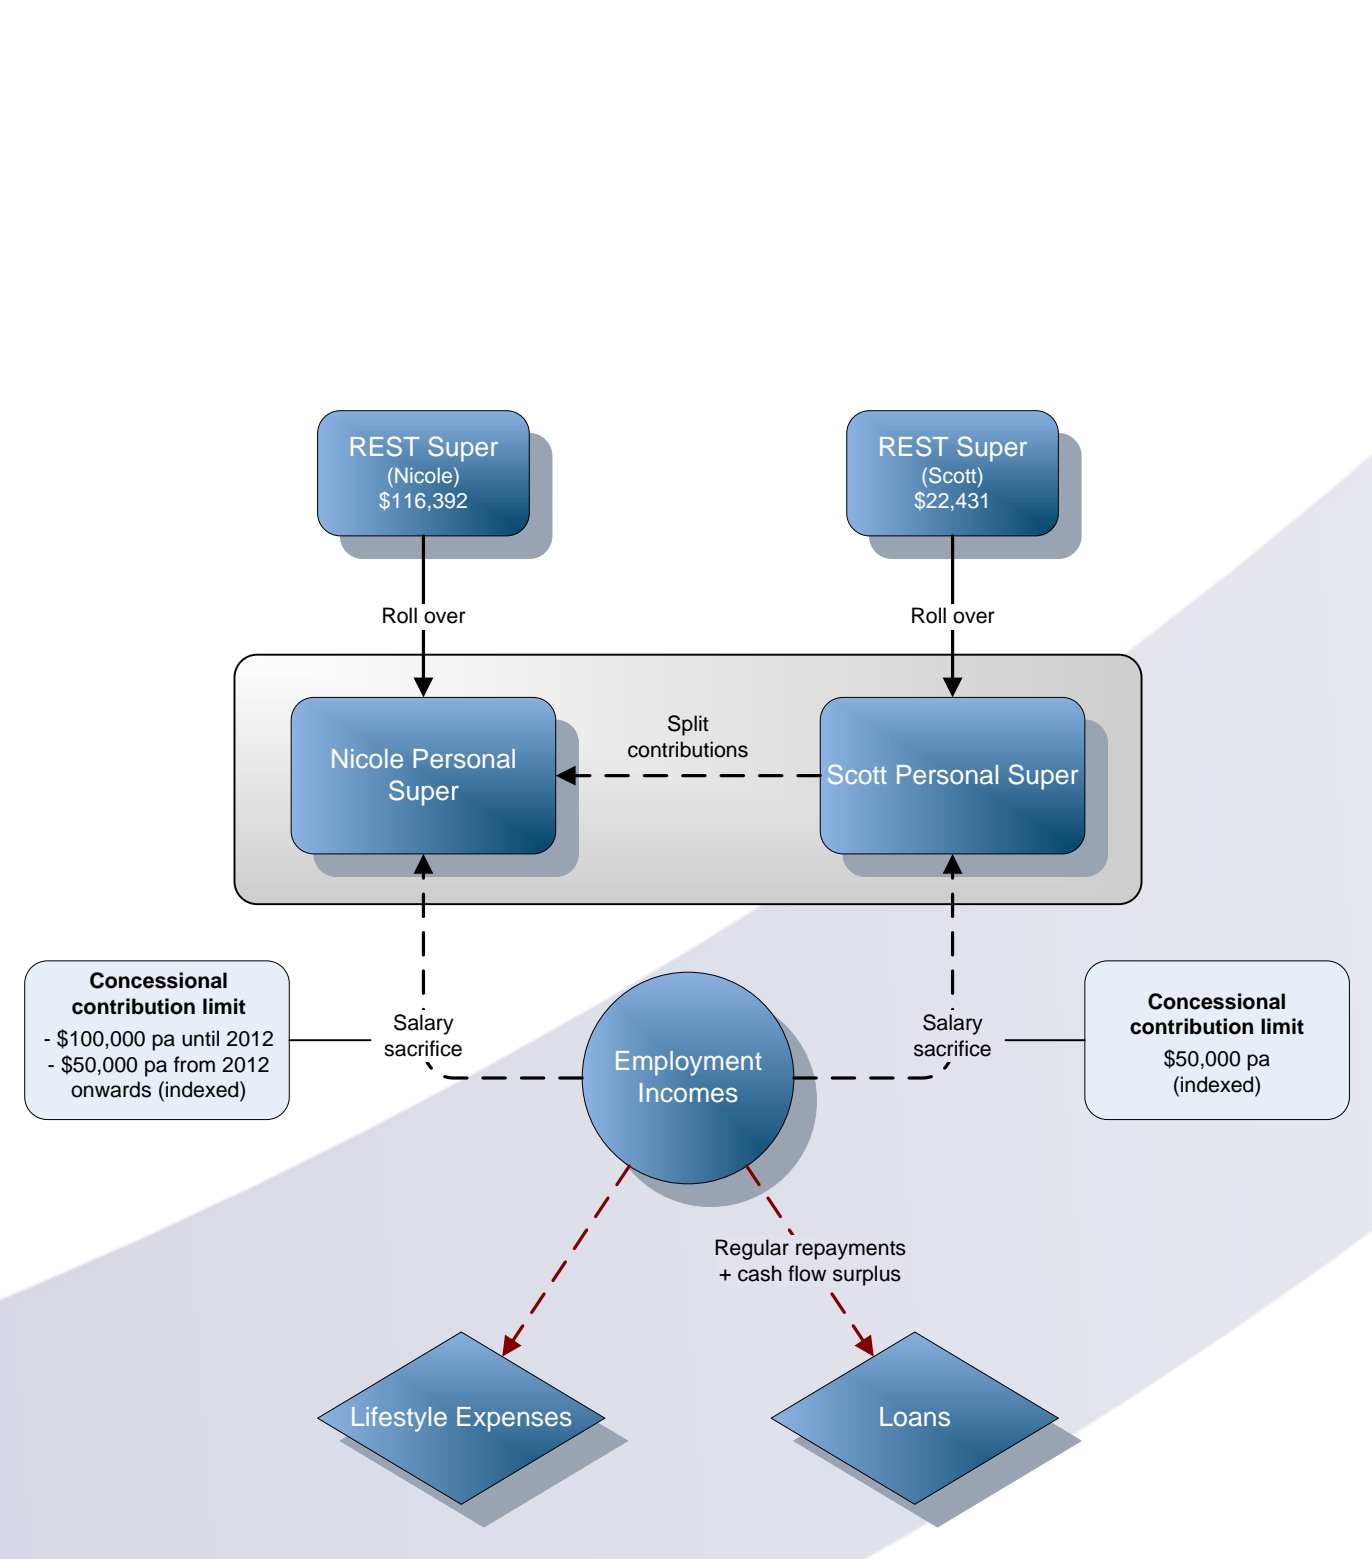 REST Super
(Nicole)
$116,392
REST Super
(Scott)
$22,431
Roll over
Roll over
Nicole Personal
Super
Split
contributions
Scott Personal Super
Concessional
contribution limit
- $100,000 pa until 2012
- $50,000 pa from 2012
onwards (indexed)
Salary
sacrifice
Employment
Incomes
Salary
sacrifice
Concessional
contribution limit
$50,000 pa
(indexed)
Regular repayments
+ cash flow surplus
Lifestyle Expenses
Loans